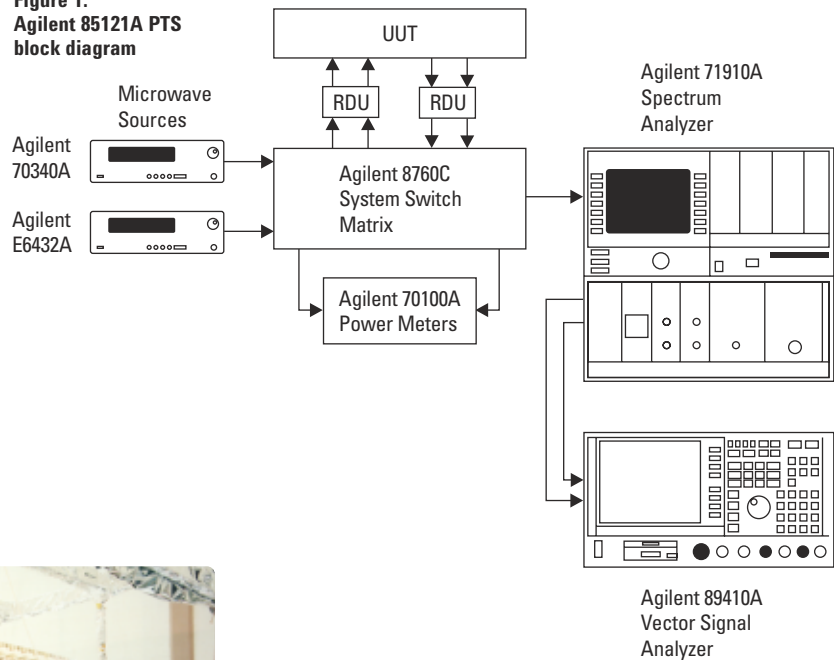 Figure 1.
Agilent 85121A PTS
block diagram
UUT
RDU
RDU
Microwave
Sources
Agilent
70340A
Agilent
E6432A
Agilent 8760C
System Switch
Matrix
Agilent 70100A
Power Meters
Agilent 71910A
Spectrum
Analyzer
Agilent 89410A
Vector Signal
Analyzer